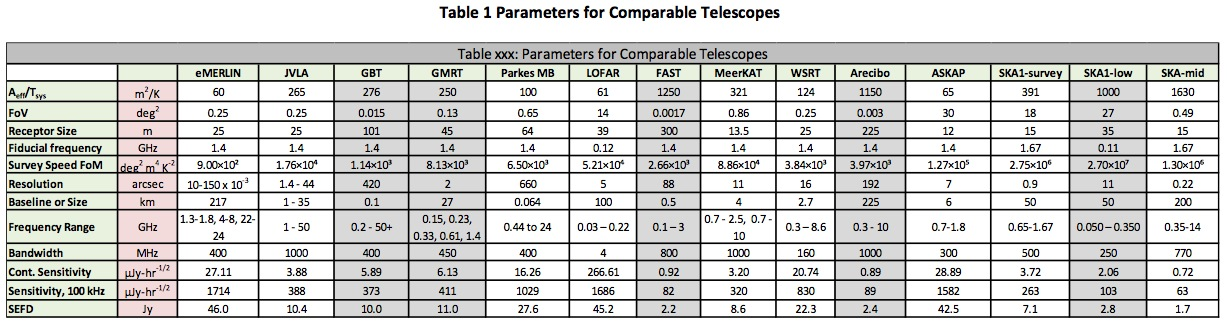 Table 1 Parameters for Comparable Telescopes
Table xxx: Parameters for Comparable Telescopes
eMERLIN JVLA GBT GMRT Parkes MB LOFAR FAST MeerKAT WSRT Arecibo ASKAP SKA1-survey SKA1-low SKA-mid
Aeff/Tsys m²/K 60 265 276 250 100 61 1250 321 124 1150 65 391 1000 1630
FoV deg² 0.25 0.25 0.015 0.13 0.65 14 0.0017 0.86 0.25 0.003 30 18 27 0.49
Receptor Size m 25 25 101 45 64 39 300 13.5 25 225 12 15 35 15
Fiducial frequency GHz 1.4 1.4 1.4 1.4 1.4 0.12 1.4 1.4 1.4 1.4 1.4 1.67 0.11 1.67
Survey Speed FoM deg² m⁴ K⁻² 9.00×10² 1.76×10⁴ 1.14×10³ 8.13×10³ 6.50×10³ 5.21×10⁴ 2.66×10³ 8.86×10⁴ 3.84×10³ 3.97×10³ 1.27×10⁵ 2.75×10⁶ 2.70×10⁷ 1.30×10⁶
Resolution arcsec 10-150 x 10⁻³ 1.4 - 44 420 2 660 5 88 11 16 192 7 0.9 11 0.22
Baseline or Size km 217 1 - 35 0.1 27 0.064 100 0.5 4 2.7 225 6 50 50 200
Frequency Range GHz 1.3-1.8, 4-8, 22-24 1 - 50 0.2 - 50+ 0.15, 0.23, 0.33, 0.61, 1.4 0.44 to 24 0.03 – 0.22 0.1 – 3 0.7 - 2.5, 0.7 - 10 0.3 – 8.6 0.3 - 10 0.7-1.8 0.65-1.67 0.050 – 0.350 0.35-14
Bandwidth MHz 400 1000 400 450 400 4 800 1000 160 1000 300 500 250 770
Cont. Sensitivity µJy-hr⁻¹/² 27.11 3.88 5.89 6.13 16.26 266.61 0.92 3.20 20.74 0.89 28.89 3.72 2.06 0.72
Sensitivity, 100 kHz µJy-hr⁻¹/² 1714 388 373 411 1029 1686 82 320 830 89 1582 263 103 63
SEFD Jy 46.0 10.4 10.0 11.0 27.6 45.2 2.2 8.6 22.3 2.4 42.5 7.1 2.8 1.7